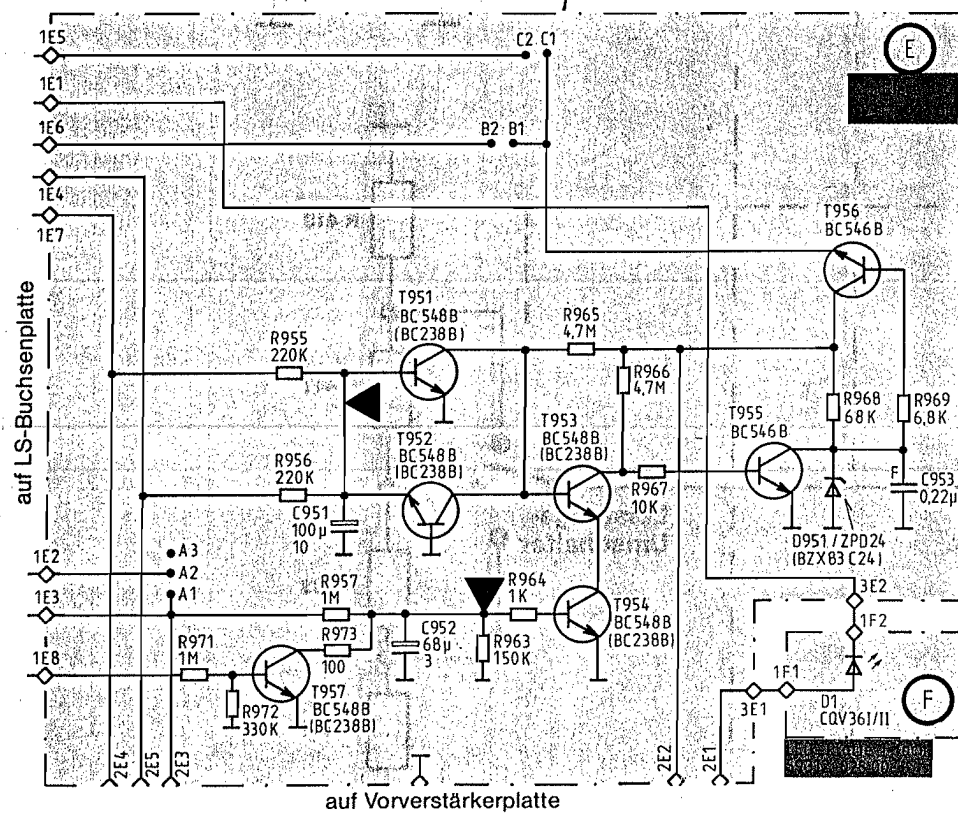 1E5
C2 C1
E
1E1
1E6
B2 B1
1E4
1E7
T956
BC546B
T951
BC548B
(BC238B)
R965
4,7M
R955
220K
R966
4,7M
R968
68K
R969
6,8K
T955
BC546B
T953
BC548B
(BC238B)
T952
BC548B
(BC238B)
R956
220K
R967
10K
F
C953
0,22µ
C951
100µ
10
D951/ZPD24
(BZX83C24)
auf LS-Buchsenplatte
A3
1E2
A2
A1
1E3
R957
1M
R964
1K
3E2
T954
BC548B
(BC238B)
1F2
R971
1M
R973
100
C952
68µ
3
R963
150K
1E8
1F1
3E1
D1
CQV36I/II
F
T957
BC548B
(BC238B)
R972
330K
2E4
2E5
2E3
2E2
2E1
auf Vorverstärkerplatte